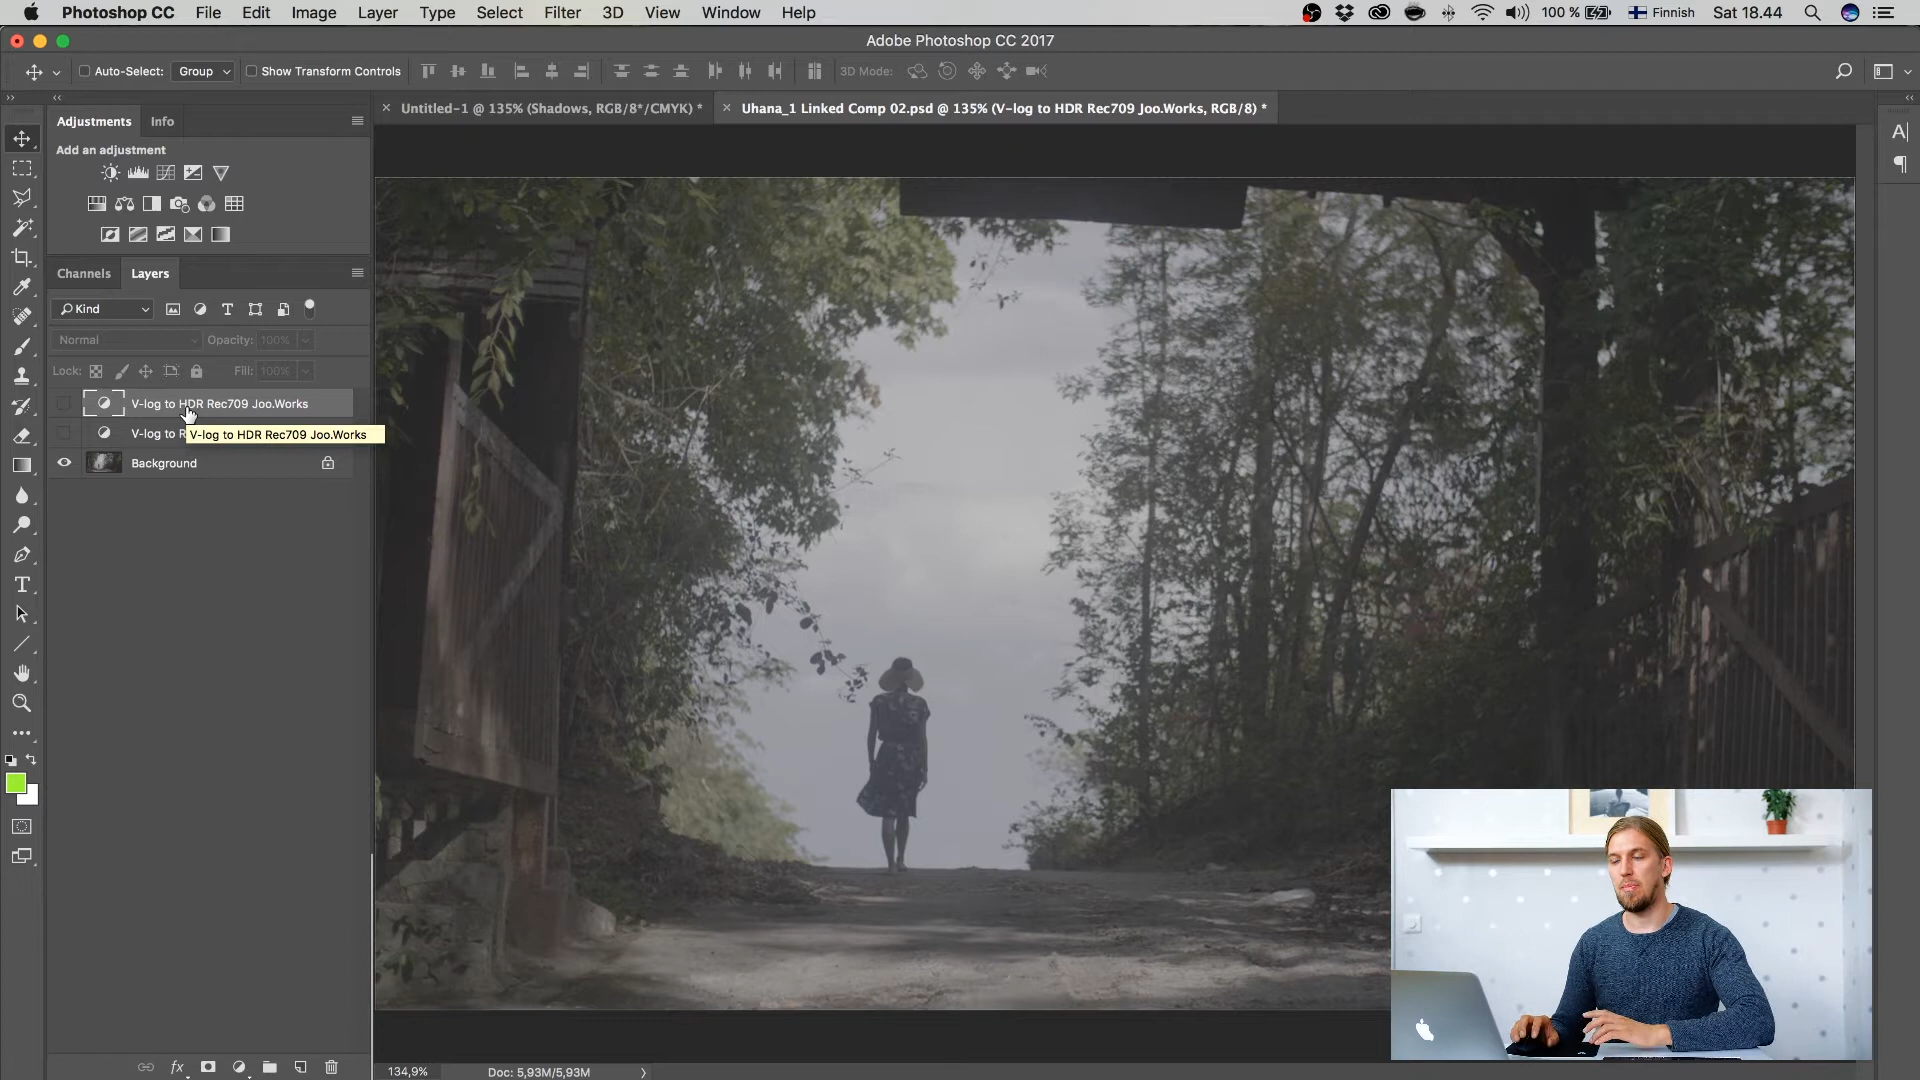 Photoshop CC File Edit Image Layer Type Select Filter 3D View Window Help 100 % Finnish Sat 18.44
Adobe Photoshop CC 2017
Auto-Select: Group Show Transform Controls 3D Mode:
Untitled-1 @ 135% (Shadows, RGB/8*/CMYK) * Uhana_1 Linked Comp 02.psd @ 135% (V-log to HDR Rec709 Joo.Works, RGB/8) *
Adjustments Info
Add an adjustment
Channels Layers
Kind
Normal Opacity: 100%
Lock: Fill: 100%
V-log to HDR Rec709 Joo.Works
V-log to R
V-log to HDR Rec709 Joo.Works
Background
fx
134,9% Doc: 5,93M/5,93M